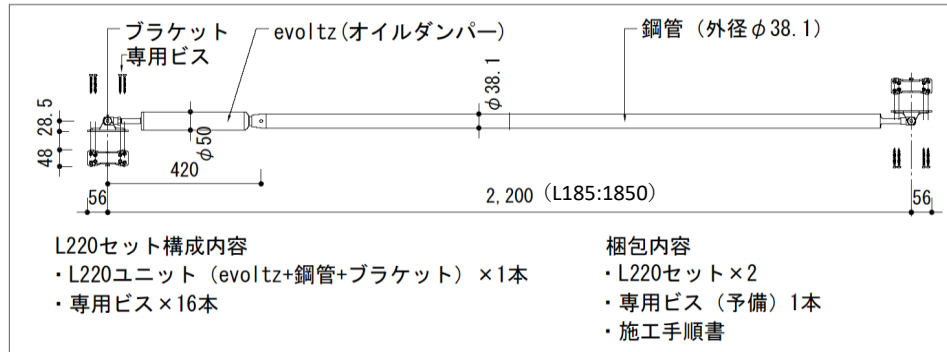 ブラケット
専用ビス
evoltz(オイルダンパー)
鋼管（外径φ38.1）
φ38.1
φ50
28.5
48
420
56
2,200（L185:1850）
56
L220セット構成内容
・L220ユニット（evoltz+鋼管+ブラケット）×1本
・専用ビス×16本
梱包内容
・L220セット×2
・専用ビス（予備）1本
・施工手順書